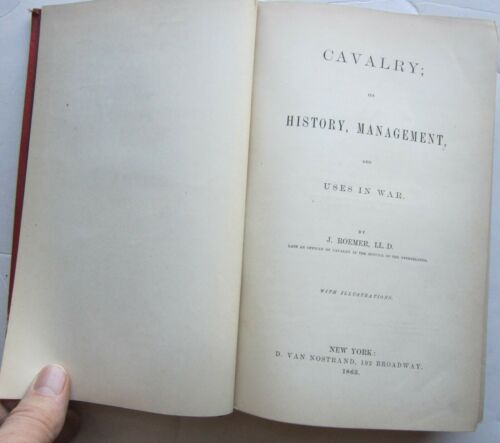 CAVALRY;
ITS
HISTORY, MANAGEMENT,
AND
USES IN WAR.
BY
J. ROEMER, LL.D.
LATE AN OFFICER OF CAVALRY IN THE SERVICE OF THE NETHERLANDS.
WITH ILLUSTRATIONS.
NEW YORK:
D. VAN NOSTRAND, 192 BROADWAY.
1863.